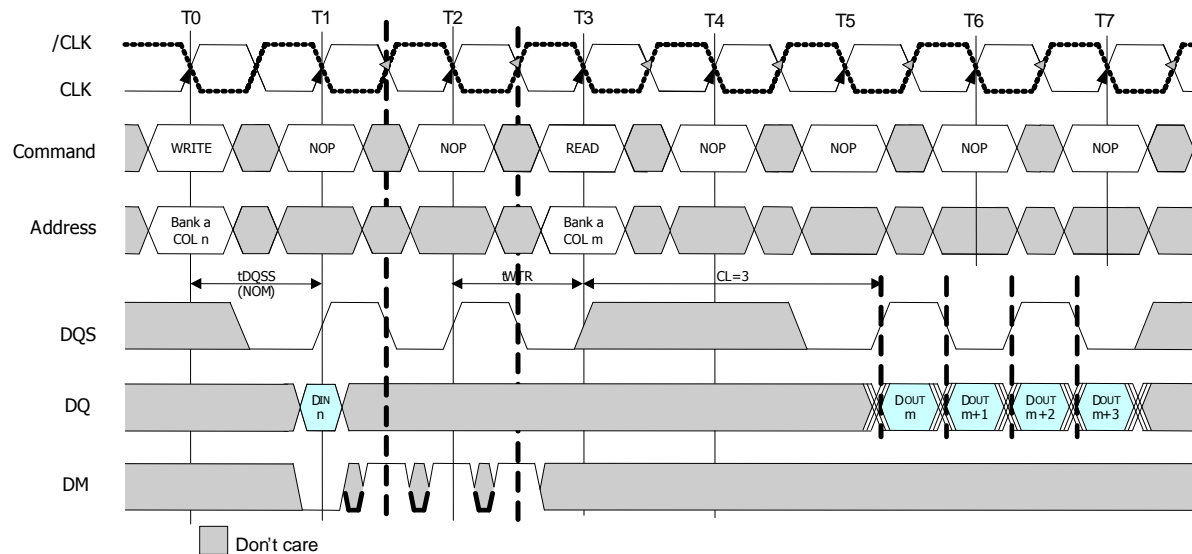 T0 T1 T2 T3 T4 T5 T6 T7
/CLK
CLK
Command WRITE NOP NOP READ NOP NOP NOP NOP
Address Bank a COL n Bank a COL m
tDQSS (NOM) tWTR CL=3
DQS
DQ DIN n DOUT m DOUT m+1 DOUT m+2 DOUT m+3
DM
Don't care